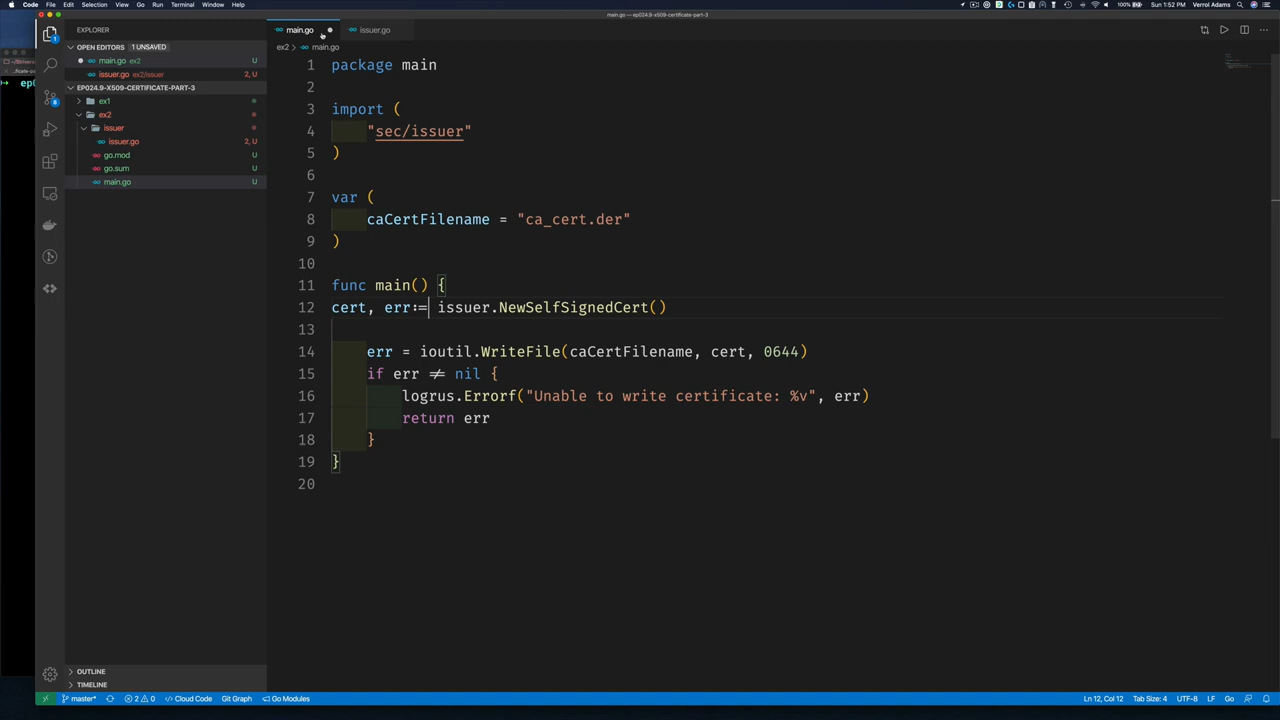 Code File Edit Selection View Go Run Terminal Window Help
100% Sun 1:52 PM Verrol Adams
main.go — ep024.9-x509-certificate-part-3
EXPLORER
main.go
issuer.go
OPEN EDITORS 1 UNSAVED
main.go ex2 U
issuer.go ex2/issuer 2, U
EP024.9-X509-CERTIFICATE-PART-3
ex1
ex2
issuer
issuer.go 2, U
go.mod U
go.sum U
main.go U
OUTLINE
TIMELINE
ex2 > main.go
1 package main
2
3 import (
4 "sec/issuer"
5 )
6
7 var (
8 caCertFilename = "ca_cert.der"
9 )
10
11 func main() {
12 cert, err:= issuer.NewSelfSignedCert()
13
14 err = ioutil.WriteFile(caCertFilename, cert, 0644)
15 if err != nil {
16 logrus.Errorf("Unable to write certificate: %v", err)
17 return err
18 }
19 }
20
master* 2 0 Cloud Code Git Graph Go Modules
Ln 12, Col 12 Tab Size: 4 UTF-8 LF Go